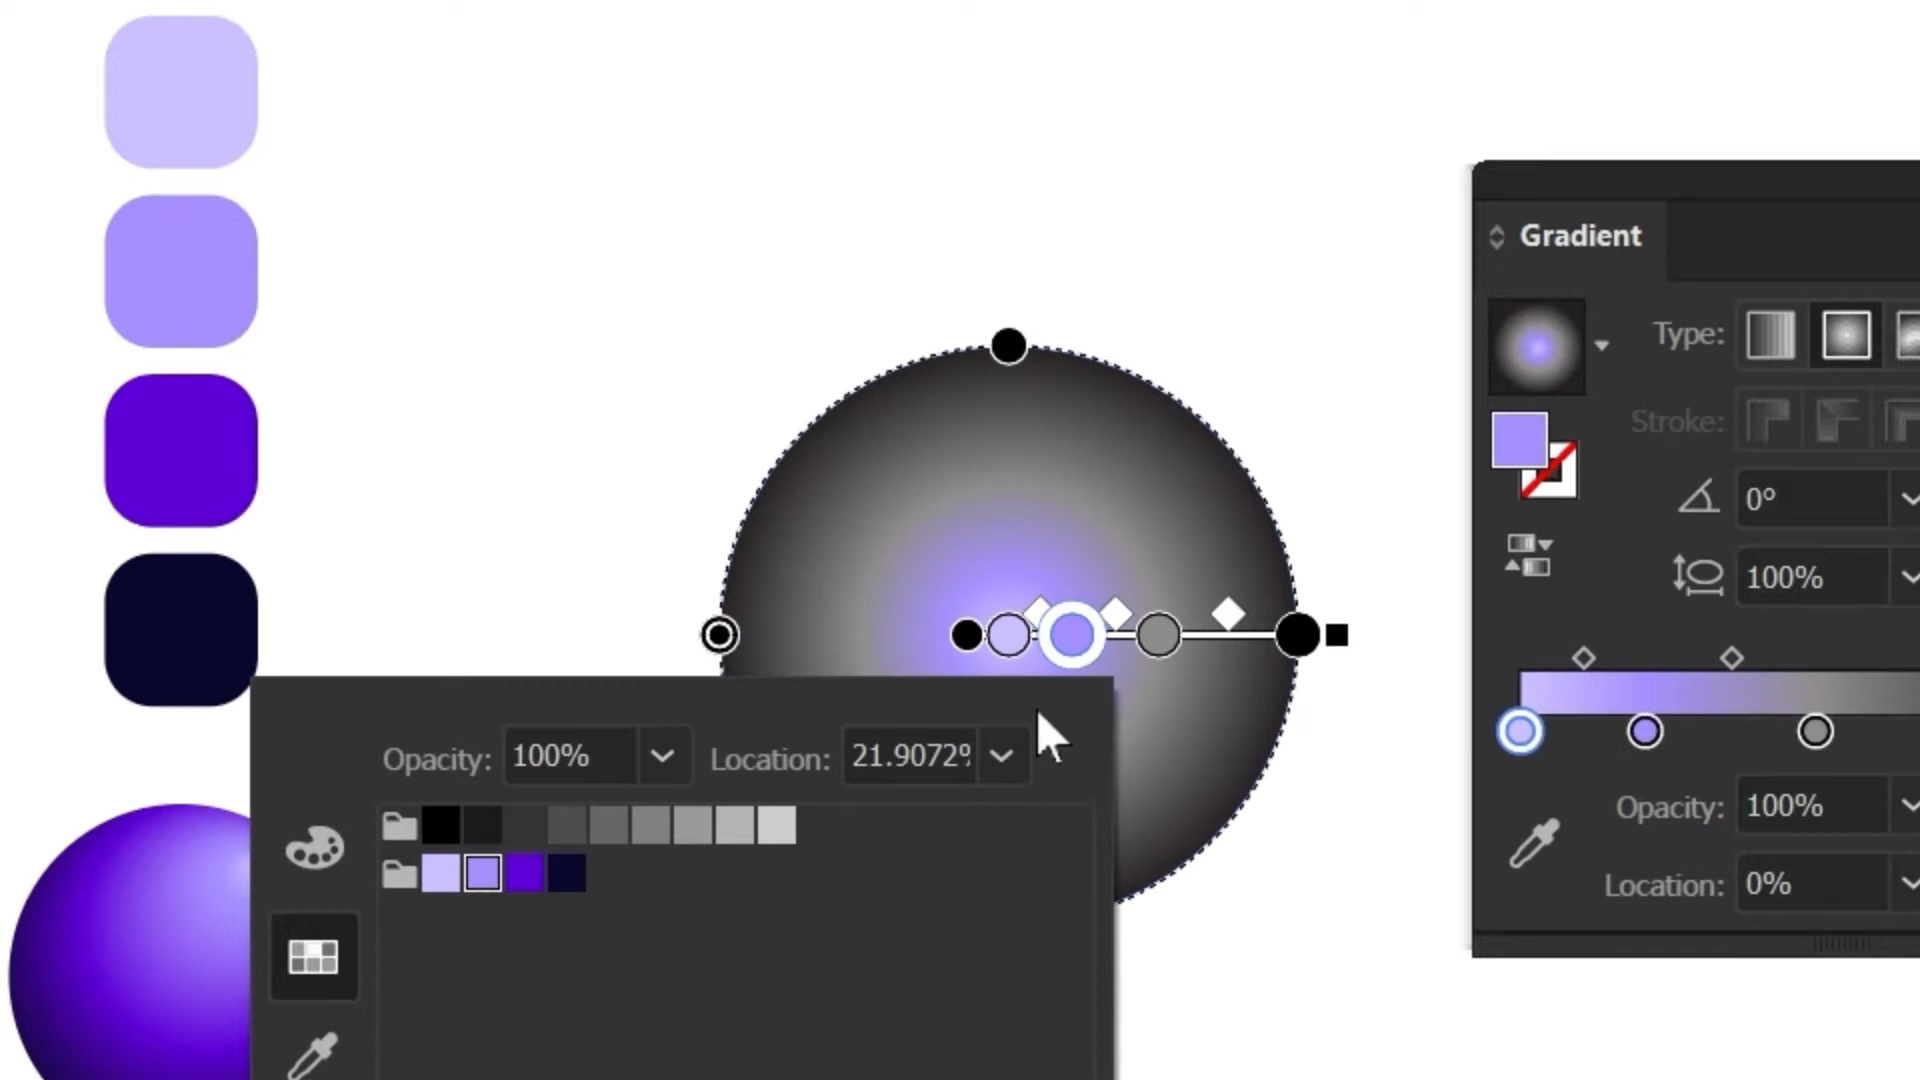 Gradient
Type:
Stroke:
0°
100%
Opacity: 100%
Location: 0%
Opacity: 100% Location: 21.9072%